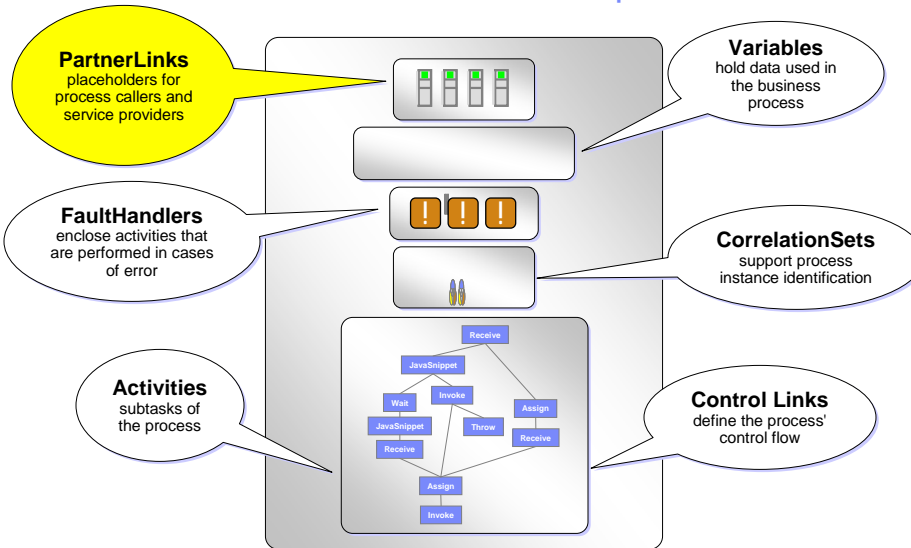 PartnerLinks
placeholders for
process callers and
service providers
Variables
hold data used in
the business
process
FaultHandlers
enclose activities that
are performed in cases
of error
! ! !
CorrelationSets
support process
instance identification
Activities
subtasks of
the process
Control Links
define the process'
control flow
Receive
JavaSnippet
Wait
Invoke
Assign
JavaSnippet
Throw
Receive
Receive
Assign
Invoke